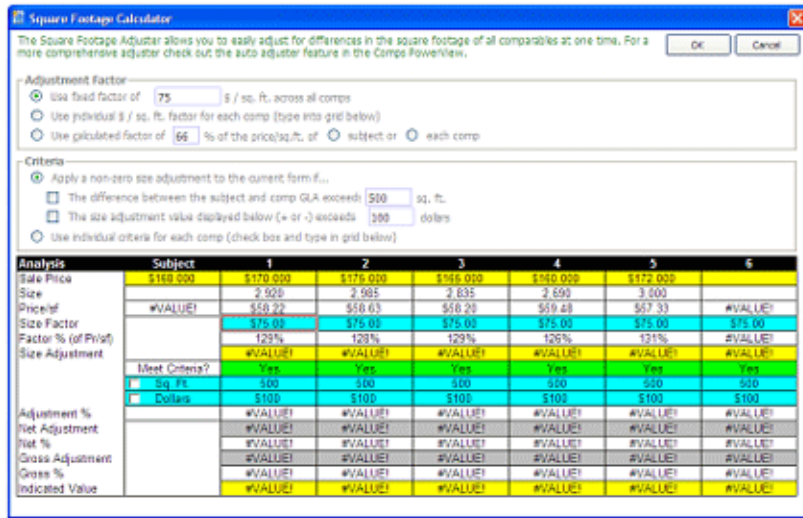 Square Footage Calculator
The Square Footage Adjuster allows you to easily adjust for differences in the square footage of all comparables at one time. For a
more comprehensive adjuster check out the auto adjuster feature in the Comps PowerView.
OK Cancel
Adjustment Factor
Use fixed factor of 75 $ / sq. ft. across all comps
Use individual $ / sq. ft. factor for each comp (type into grid below)
Use calculated factor of 66 % of the price/sq.ft. of subject or each comp
Criteria
Apply a non-zero size adjustment to the current form if...
The difference between the subject and comp GLA exceeds 500 sq. ft.
The size adjustment value displayed below (+ or -) exceeds 100 dollars
Use individual criteria for each comp (check box and type in grid below)
Analysis Subject 1 2 3 4 5 6
Sale Price $168,000 $170,000 $175,000 $165,000 $160,000 $172,000
Size 2,920 2,985 2,835 2,690 3,000
Price/sf #VALUE! $58.22 $58.63 $58.20 $59.48 $57.33 #VALUE!
Size Factor $75.00 $75.00 $75.00 $75.00 $75.00 $75.00
Factor % (of Pr/sf) 129% 128% 129% 126% 131% #VALUE!
Size Adjustment #VALUE! #VALUE! #VALUE! #VALUE! #VALUE! #VALUE!
Meet Criteria? Yes Yes Yes Yes Yes Yes
Sq. Ft. 500 500 500 500 500 500
Dollars $100 $100 $100 $100 $100 $100
Adjustment % #VALUE! #VALUE! #VALUE! #VALUE! #VALUE! #VALUE!
Net Adjustment #VALUE! #VALUE! #VALUE! #VALUE! #VALUE! #VALUE!
Net % #VALUE! #VALUE! #VALUE! #VALUE! #VALUE! #VALUE!
Gross Adjustment #VALUE! #VALUE! #VALUE! #VALUE! #VALUE! #VALUE!
Gross % #VALUE! #VALUE! #VALUE! #VALUE! #VALUE! #VALUE!
Indicated Value #VALUE! #VALUE! #VALUE! #VALUE! #VALUE! #VALUE!